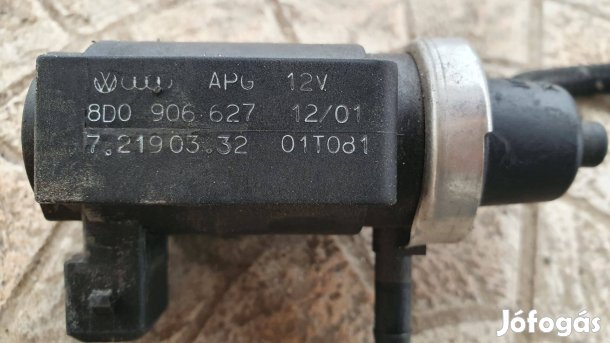 APG 12V
8D0 906 627 12/01
7.21903.32 01T081
Jófogás